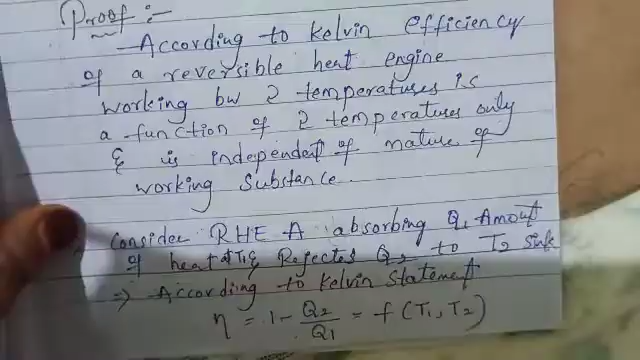 Proof :-
- According to Kelvin efficiency
of a reversible heat engine
working bw 2 temperatures is
a function of 2 temperatures only
& is independent of nature of
working substance.
Consider RHE A absorbing Q1 Amout
of heat at T1 & Rejects Q2 to T2 sink
⇒ According to Kelvin Statement
η = 1 - Q2/Q1 = f(T1, T2)